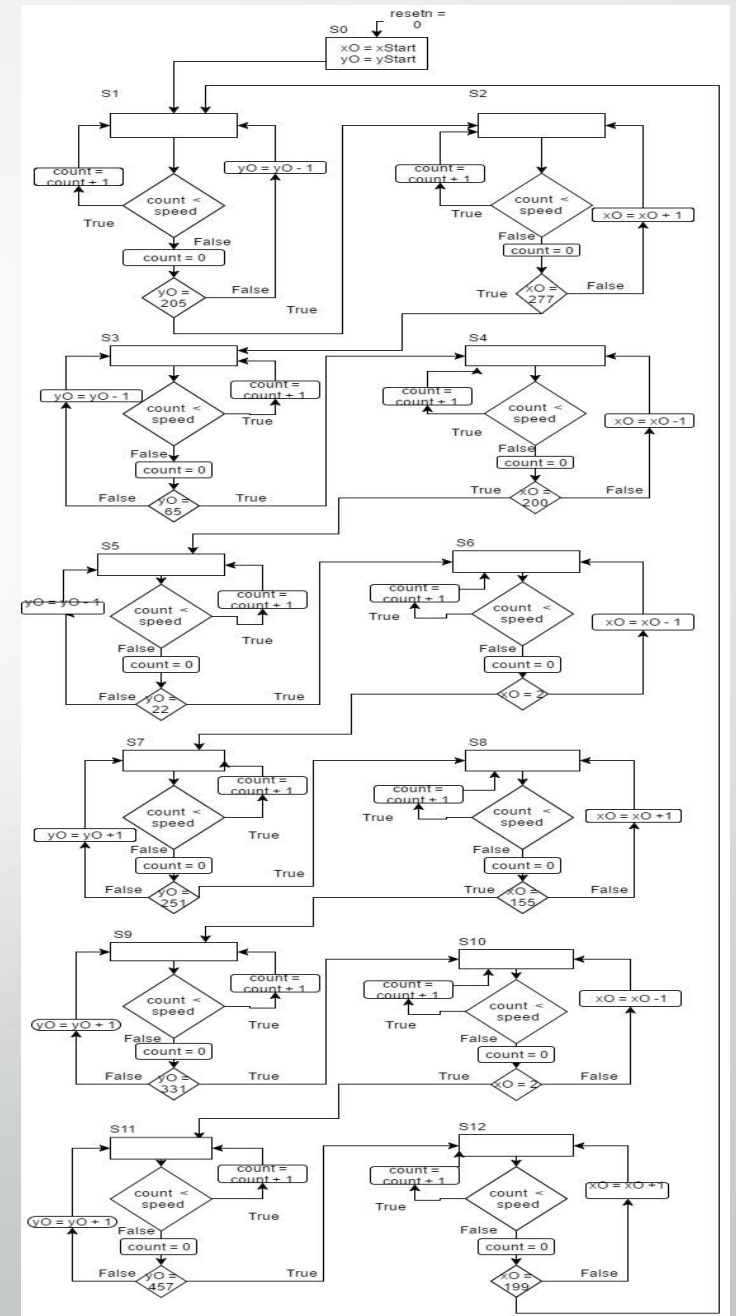 resetn =
0
S0
xO = xStart
yO = yStart
S1
count =
count + 1
yO = yO - 1
count <
speed
True
False
count = 0
yO =
205
False
True
S2
count =
count + 1
count <
speed
True
xO = xO + 1
False
count = 0
True
xO =
277
False
S3
yO = yO - 1
count =
count + 1
count <
speed
True
False
count = 0
False
yO =
65
True
S4
count =
count + 1
count <
speed
xO = xO -1
True
False
count = 0
True
xO =
200
False
S5
yO = yO - 1
count =
count + 1
count <
speed
True
False
count = 0
False
yO =
22
True
S6
count =
count + 1
count <
speed
True
xO = xO - 1
False
count = 0
xO = 2
S7
count =
count + 1
count <
speed
yO = yO +1
True
False
count = 0
False
yO =
251
True
S8
count =
count + 1
count <
speed
True
xO = xO +1
False
count = 0
True
xO =
155
False
S9
count =
count + 1
count <
speed
yO = yO + 1
True
False
count = 0
False
yO =
331
True
S10
count =
count + 1
count <
speed
xO = xO -1
True
False
count = 0
True
xO = 2
False
S11
count =
count + 1
count <
speed
yO = yO + 1
True
False
count = 0
False
yO =
457
True
S12
count =
count + 1
xO = xO +1
count <
speed
True
False
count = 0
True
xO =
199
False